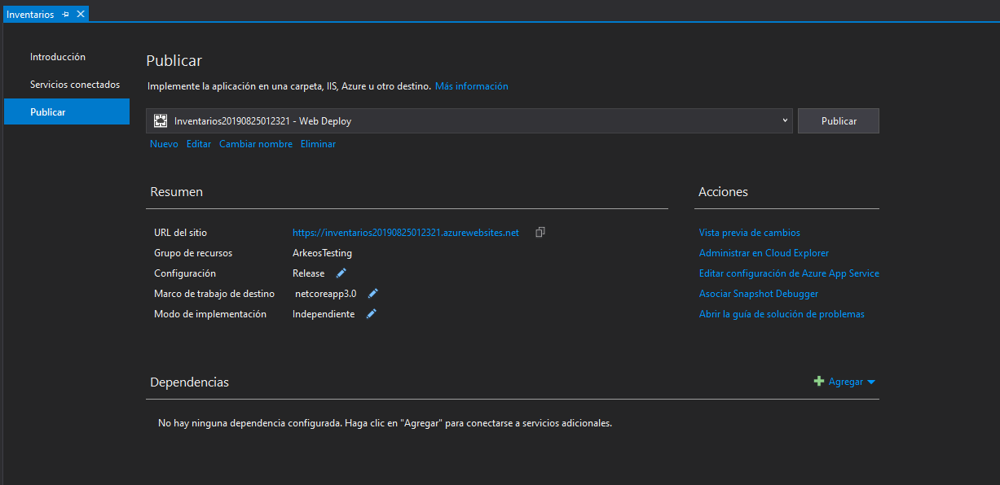 Inventarios
Introducción
Servicios conectados
Publicar
Publicar
Implemente la aplicación en una carpeta, IIS, Azure u otro destino. Más información
Inventarios20190825012321 - Web Deploy
Publicar
Nuevo Editar Cambiar nombre Eliminar
Resumen
URL del sitio https://inventarios20190825012321.azurewebsites.net
Grupo de recursos ArkeosTesting
Configuración Release
Marco de trabajo de destino netcoreapp3.0
Modo de implementación Independiente
Acciones
Vista previa de cambios
Administrar en Cloud Explorer
Editar configuración de Azure App Service
Asociar Snapshot Debugger
Abrir la guía de solución de problemas
Dependencias
Agregar
No hay ninguna dependencia configurada. Haga clic en "Agregar" para conectarse a servicios adicionales.